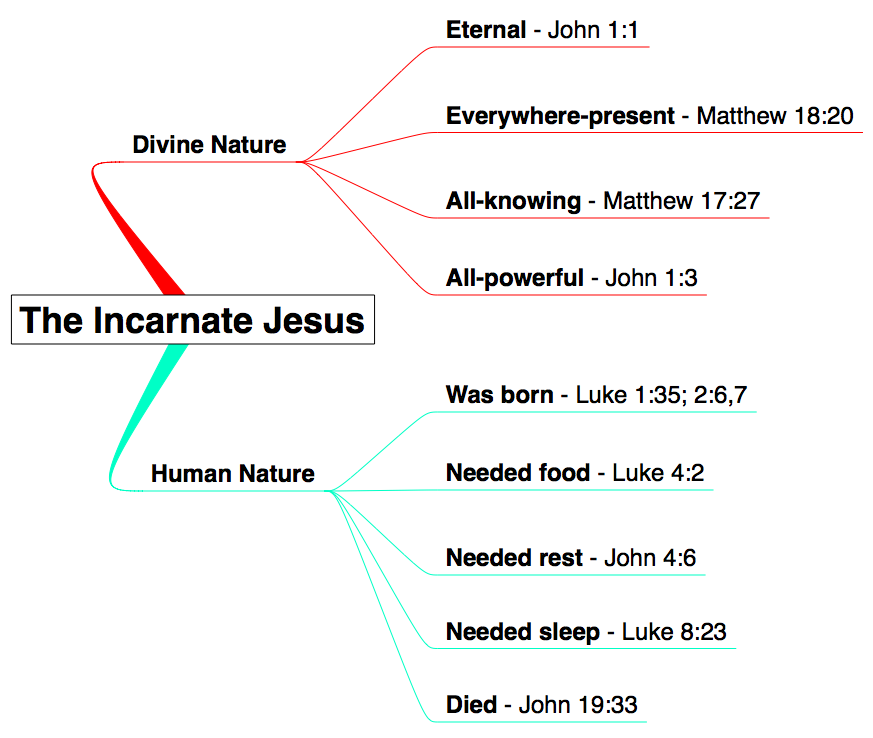 Eternal - John 1:1
Everywhere-present - Matthew 18:20
Divine Nature
All-knowing - Matthew 17:27
All-powerful - John 1:3
The Incarnate Jesus
Was born - Luke 1:35; 2:6,7
Human Nature
Needed food - Luke 4:2
Needed rest - John 4:6
Needed sleep - Luke 8:23
Died - John 19:33